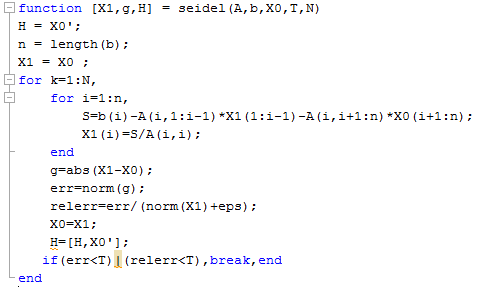 function [X1,g,H] = seidel(A,b,X0,T,N)
H = X0';
n = length(b);
X1 = X0 ;
for k=1:N,
for i=1:n,
S=b(i)-A(i,1:i-1)*X1(1:i-1)-A(i,i+1:n)*X0(i+1:n);
X1(i)=S/A(i,i);
end
g=abs(X1-X0);
err=norm(g);
relerr=err/(norm(X1)+eps);
X0=X1;
H=[H,X0'];
if(err<T)|(relerr<T),break,end
end